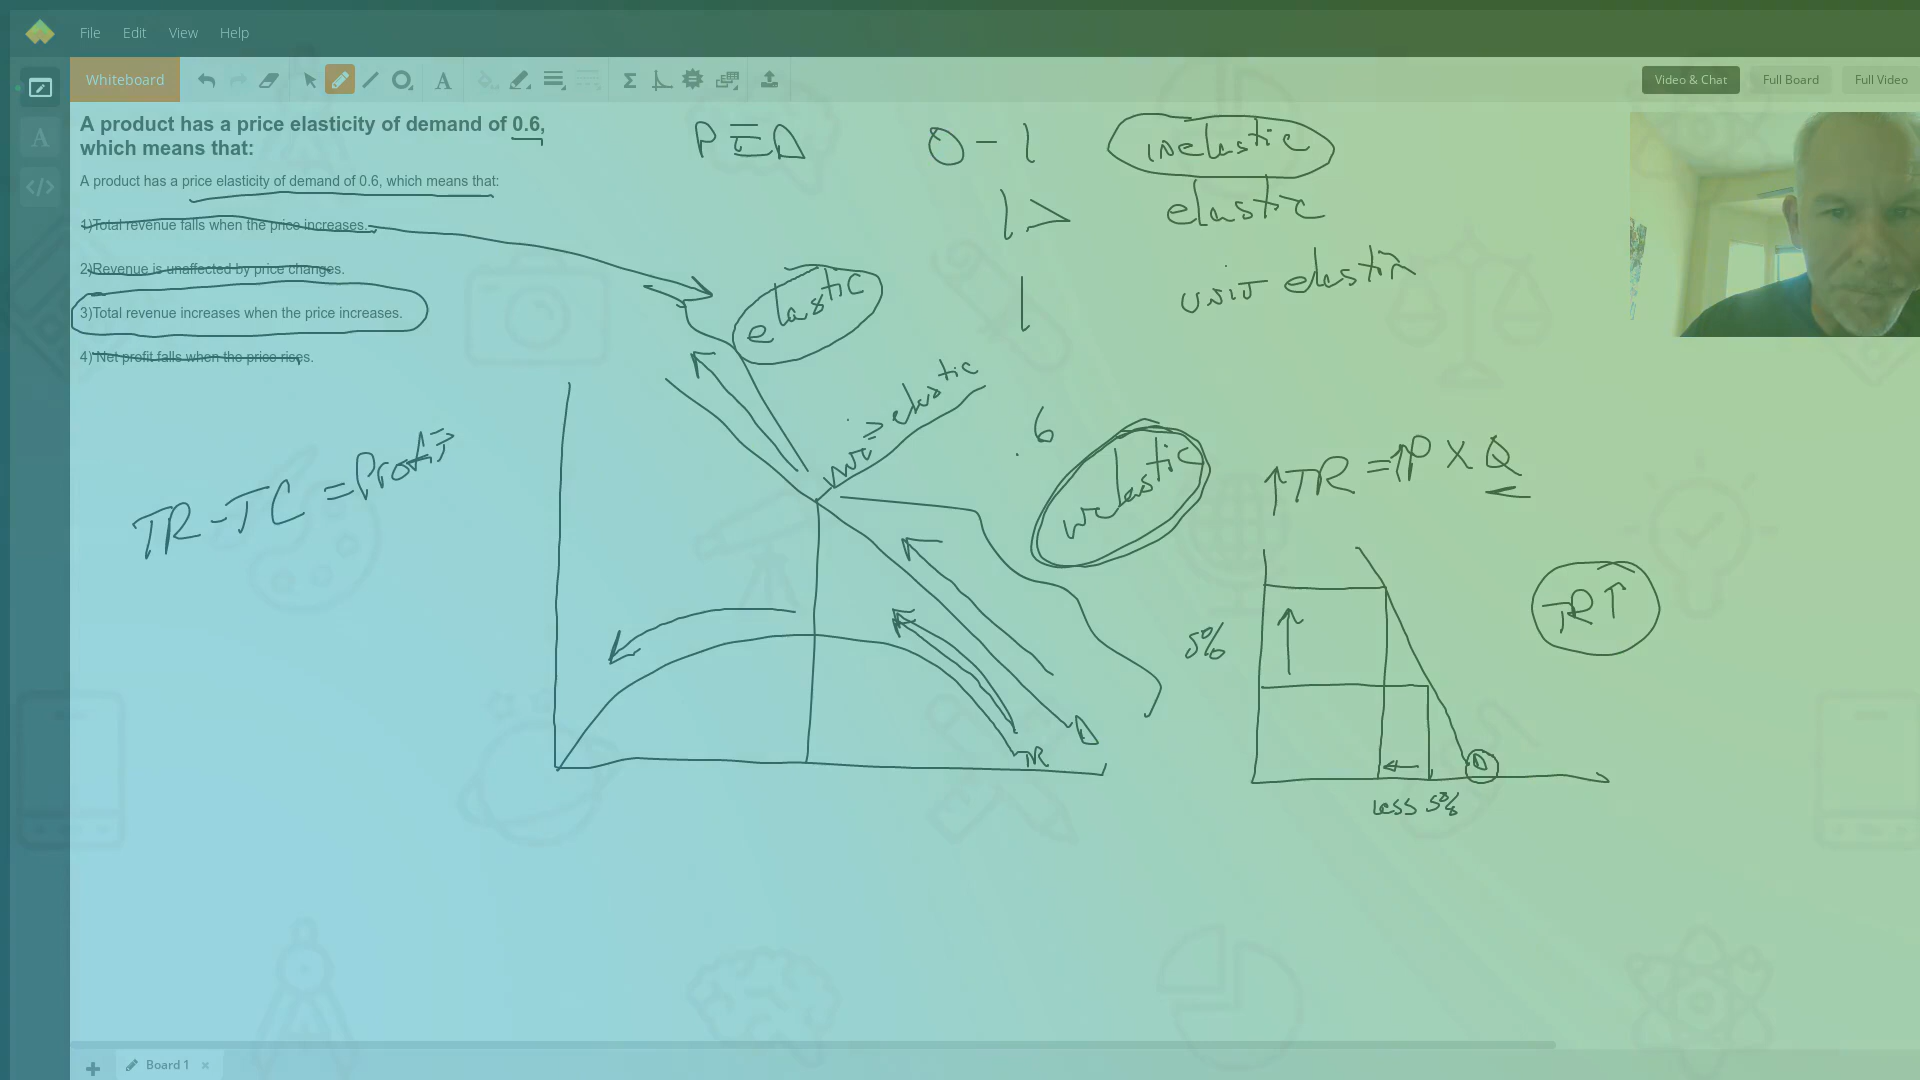 File Edit View Help
Whiteboard
Video & Chat Full Board Full Video
A product has a price elasticity of demand of 0.6,
which means that:
A product has a price elasticity of demand of 0.6, which means that:
1)Total revenue falls when the price increases.
2)Revenue is unaffected by price changes.
3)Total revenue increases when the price increases.
4) Net profit falls when the price rises.
PED 0 - 1 inelastic
1 > elastic
1 unit elastic
elastic
elastic
.6
inelastic
↑TR = ↑P X Q
TR - TC = Profit
TR↑
5%
D
TR
D
Less 5%
Board 1